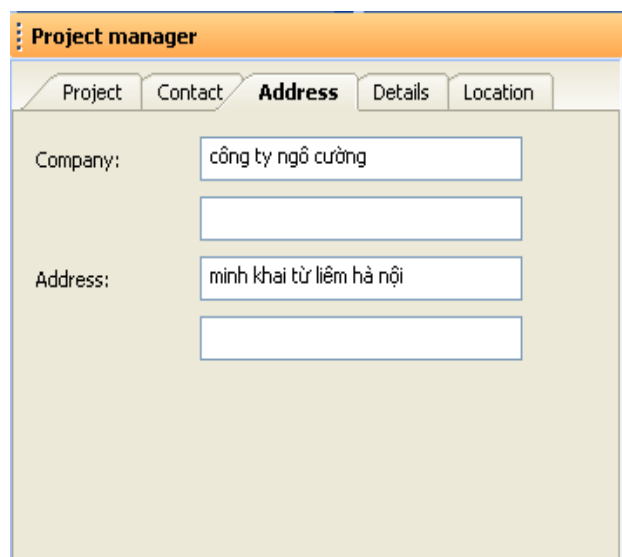 Project manager
Project Contact Address Details Location
Company: công ty ngô cường
Address: minh khai từ liêm hà nội